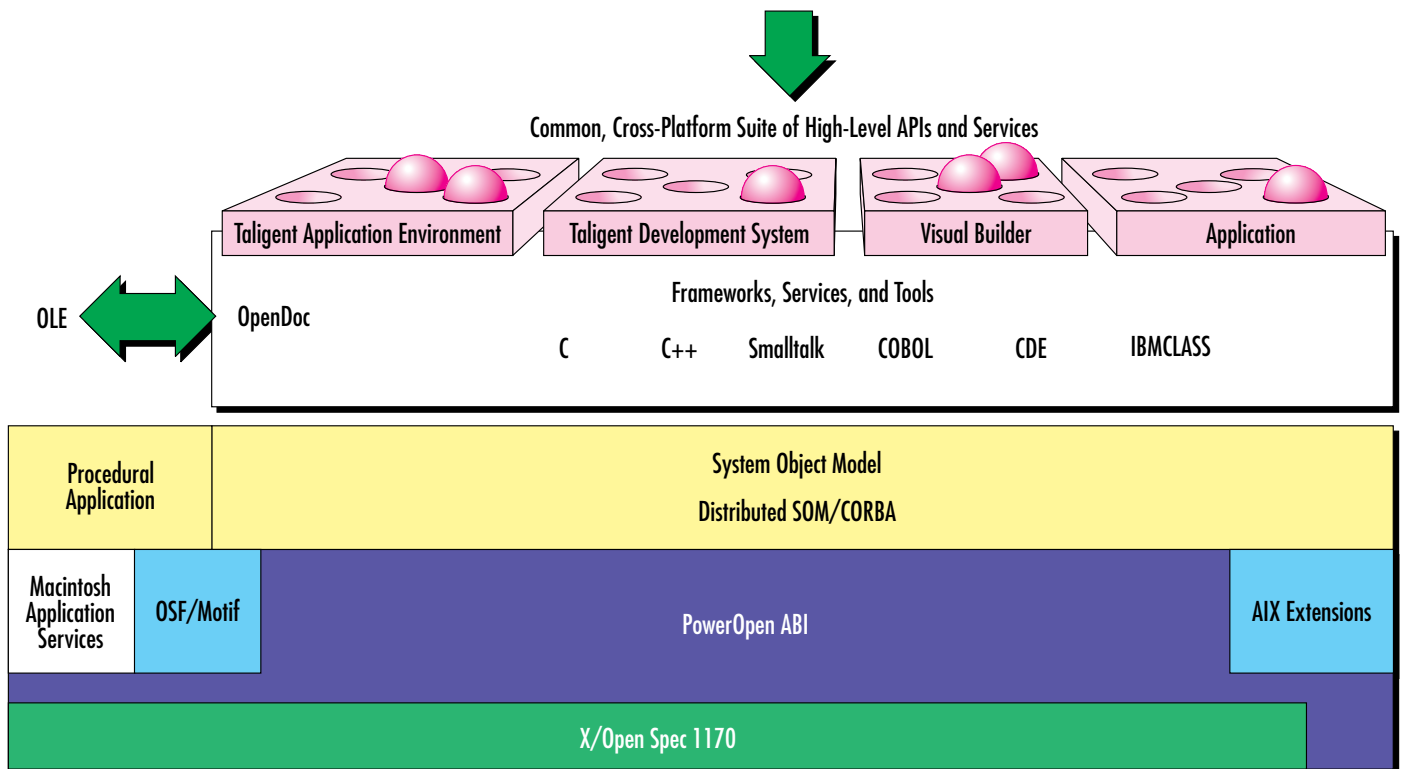 Common, Cross-Platform Suite of High-Level APIs and Services
Taligent Application Environment
Taligent Development System
Visual Builder
Application
Frameworks, Services, and Tools
OLE
OpenDoc
C
C++
Smalltalk
COBOL
CDE
IBMCLASS
Procedural
Application
System Object Model
Distributed SOM/CORBA
Macintosh
Application
Services
OSF/Motif
PowerOpen ABI
AIX Extensions
X/Open Spec 1170